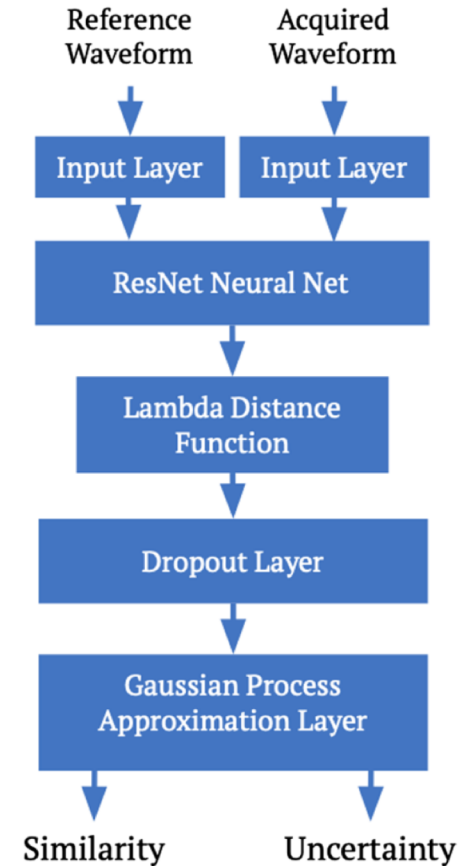 Reference
Waveform
Acquired
Waveform
Input Layer
Input Layer
ResNet Neural Net
Lambda Distance
Function
Dropout Layer
Gaussian Process
Approximation Layer
Similarity
Uncertainty